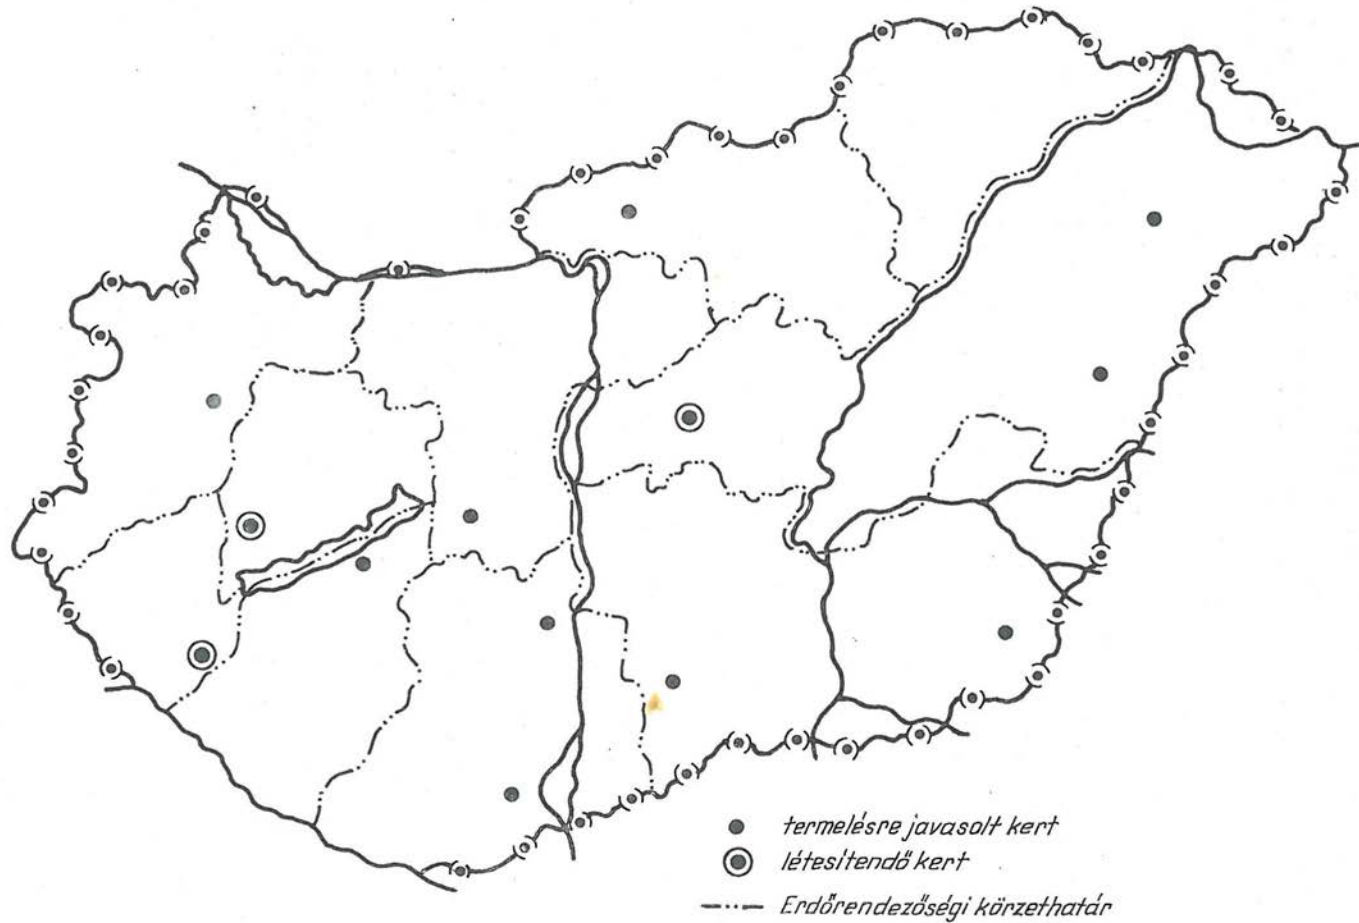 termelésre javasolt kert
létesítendő kert
Erdőrendezőségi körzethatár